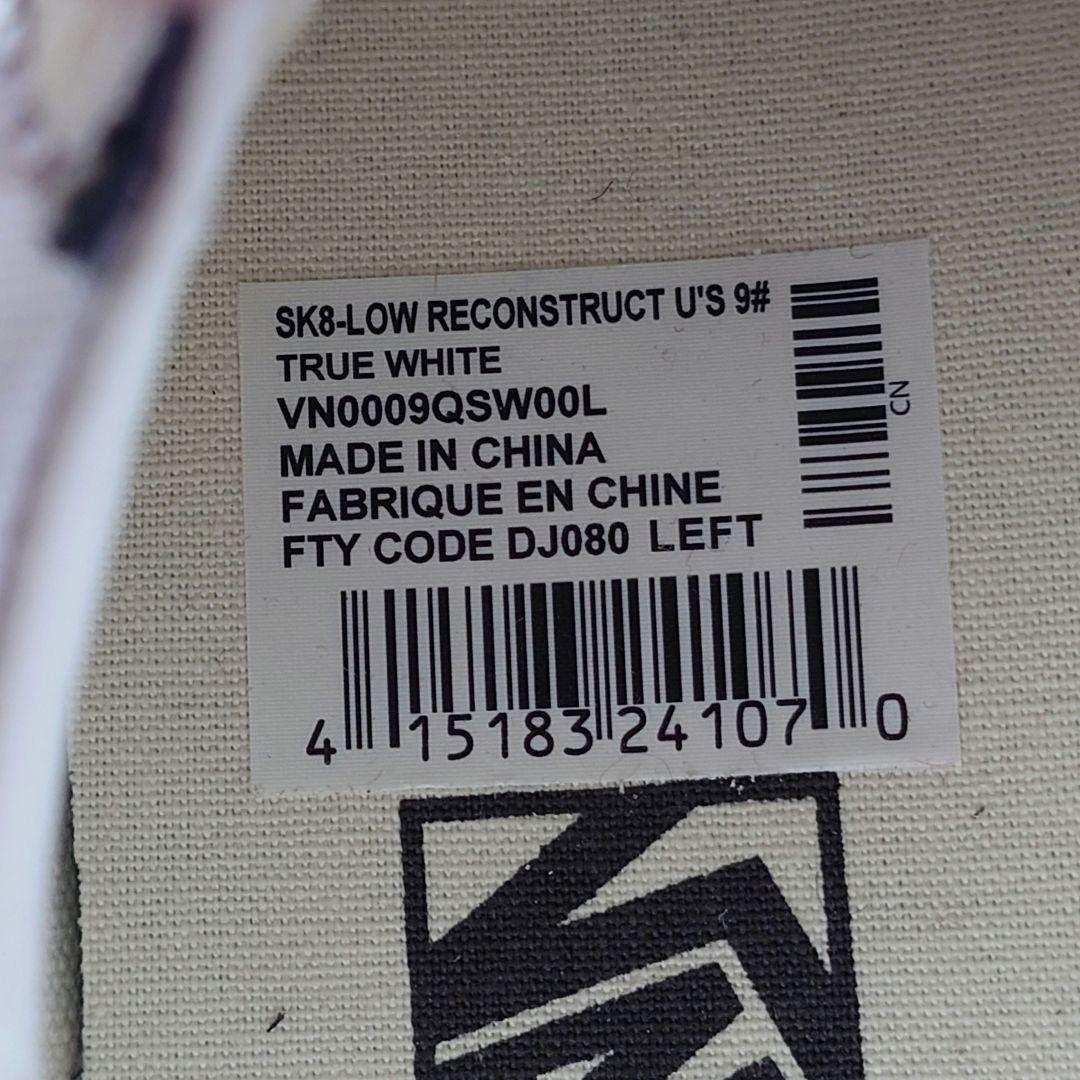 SK8-LOW RECONSTRUCT U'S 9#
TRUE WHITE
VN0009QSW00L
MADE IN CHINA
FABRIQUE EN CHINE
FTY CODE DJ080 LEFT
CN
4 15183 24107 0